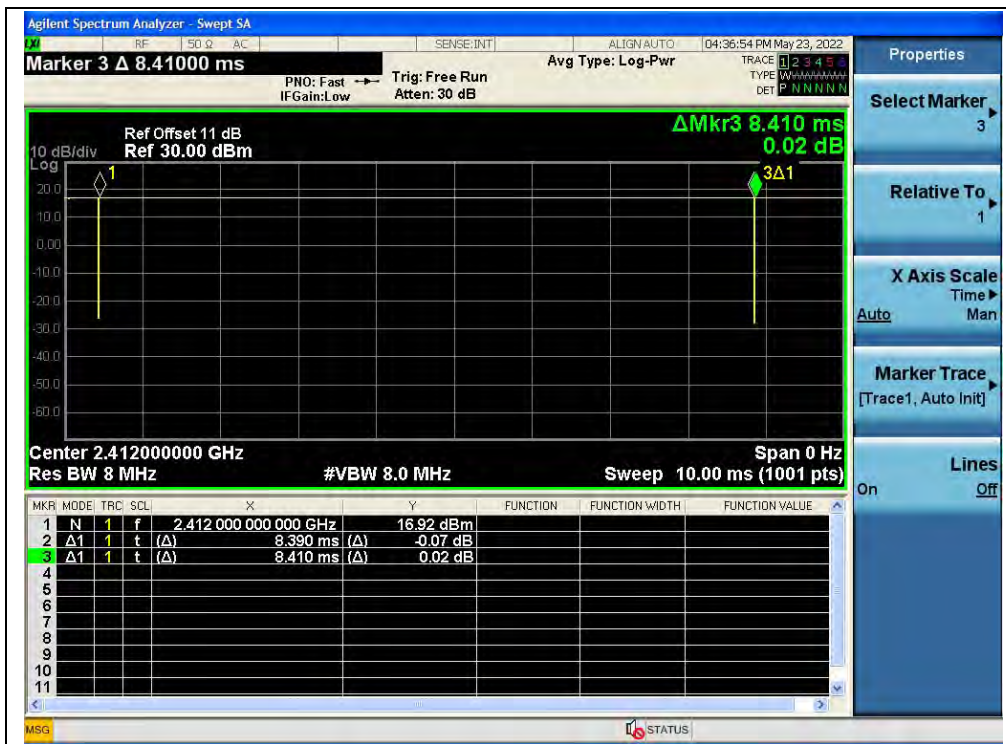 Agilent Spectrum Analyzer - Swept SA
LXI RF 50 Ω AC SENSE:INT ALIGN AUTO 04:36:54 PM May 23, 2022
Marker 3 Δ 8.41000 ms
PNO: Fast
IFGain:Low
Trig: Free Run
Atten: 30 dB
Avg Type: Log-Pwr
TRACE 1 2 3 4 5 6
TYPE
DET P N N N N N
ΔMkr3 8.410 ms
0.02 dB
Ref Offset 11 dB
10 dB/div Ref 30.00 dBm
Log
1
3Δ1
20.0
10.0
0.00
-10.0
-20.0
-30.0
-40.0
-50.0
-60.0
Center 2.412000000 GHz Span 0 Hz
Res BW 8 MHz #VBW 8.0 MHz Sweep 10.00 ms (1001 pts)
MKR MODE TRC SCL X Y FUNCTION FUNCTION WIDTH FUNCTION VALUE
1 N 1 f 2.412 000 000 000 GHz 16.92 dBm
2 Δ1 1 t (Δ) 8.390 ms (Δ) -0.07 dB
3 Δ1 1 t (Δ) 8.410 ms (Δ) 0.02 dB
4
5
6
7
8
9
10
11
MSG STATUS
Properties
Select Marker
3
Relative To
1
X Axis Scale
Time
Auto Man
Marker Trace
[Trace1, Auto Init]
Lines
On Off